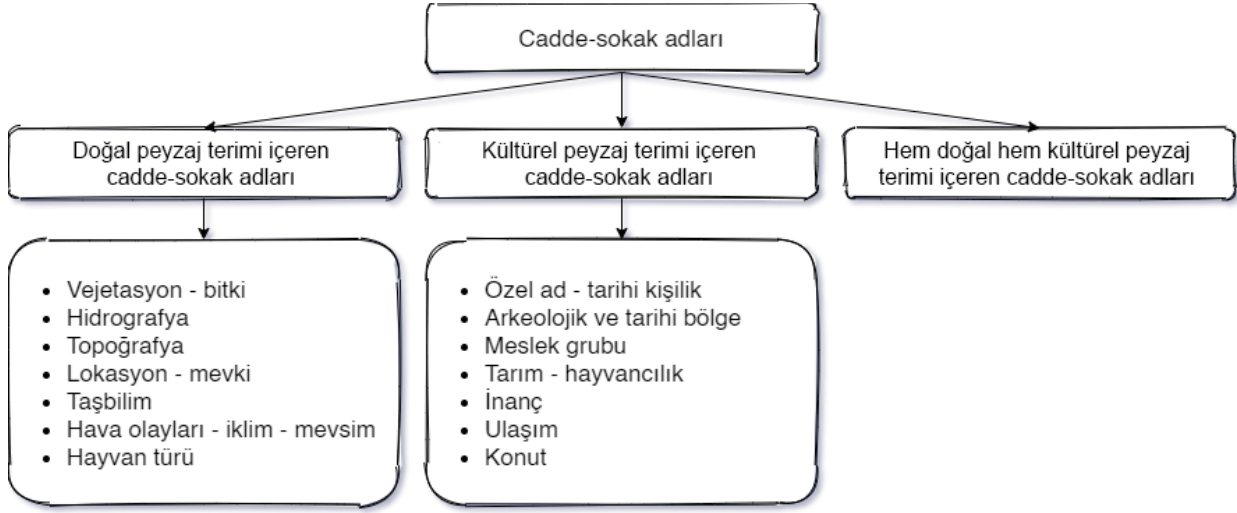 Cadde-sokak adları
Doğal peyzaj terimi içeren
cadde-sokak adları
Kültürel peyzaj terimi içeren
cadde-sokak adları
Hem doğal hem kültürel peyzaj
terimi içeren cadde-sokak adları
• Vejetasyon - bitki
• Hidrografya
• Topoğrafya
• Lokasyon - mevki
• Taşbilim
• Hava olayları - iklim - mevsim
• Hayvan türü
• Özel ad - tarihi kişilik
• Arkeolojik ve tarihi bölge
• Meslek grubu
• Tarım - hayvancılık
• İnanç
• Ulaşım
• Konut